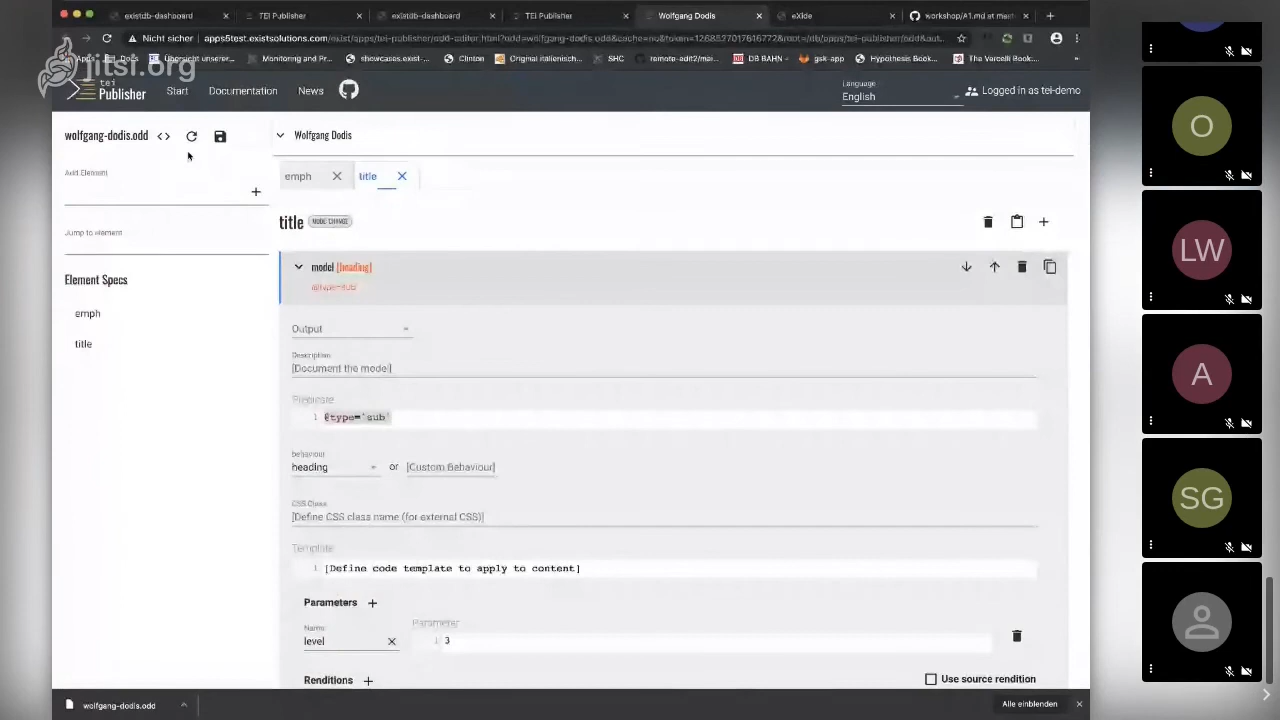 existdb-dashboard
TEI Publisher
existdb-dashboard
TEI Publisher
Wolfgang Dodis
eXide
workshop/A1.md at mast
Nicht sicher
Apps
Docs
Übersicht unserer...
Monitoring and Pr...
showcases.exist...
Clinton
Original italienisch...
SHC
remote-edit2/mai...
DB BAHN -
gsk-app
Hypothesis Book...
The Vercelli Book...
jitsi.org
tei
Publisher
Start
Documentation
News
Language
English
Logged in as tei-demo
wolfgang-dodis.odd
Wolfgang Dodis
Add Element
Jump to element
Element Specs
emph
title
emph
title
title
MODE: CHANGE
model [heading]
@type='sub'
Output
Description
[Document the model]
Predicate
1 @type='sub'
behaviour
heading
or
[Custom Behaviour]
CSS Class
[Define CSS class name (for external CSS)]
Template
1 [Define code template to apply to content]
Parameters
Name
level
Parameter
1 3
Renditions
Use source rendition
wolfgang-dodis.odd
Alle einblenden
O
LW
A
SG